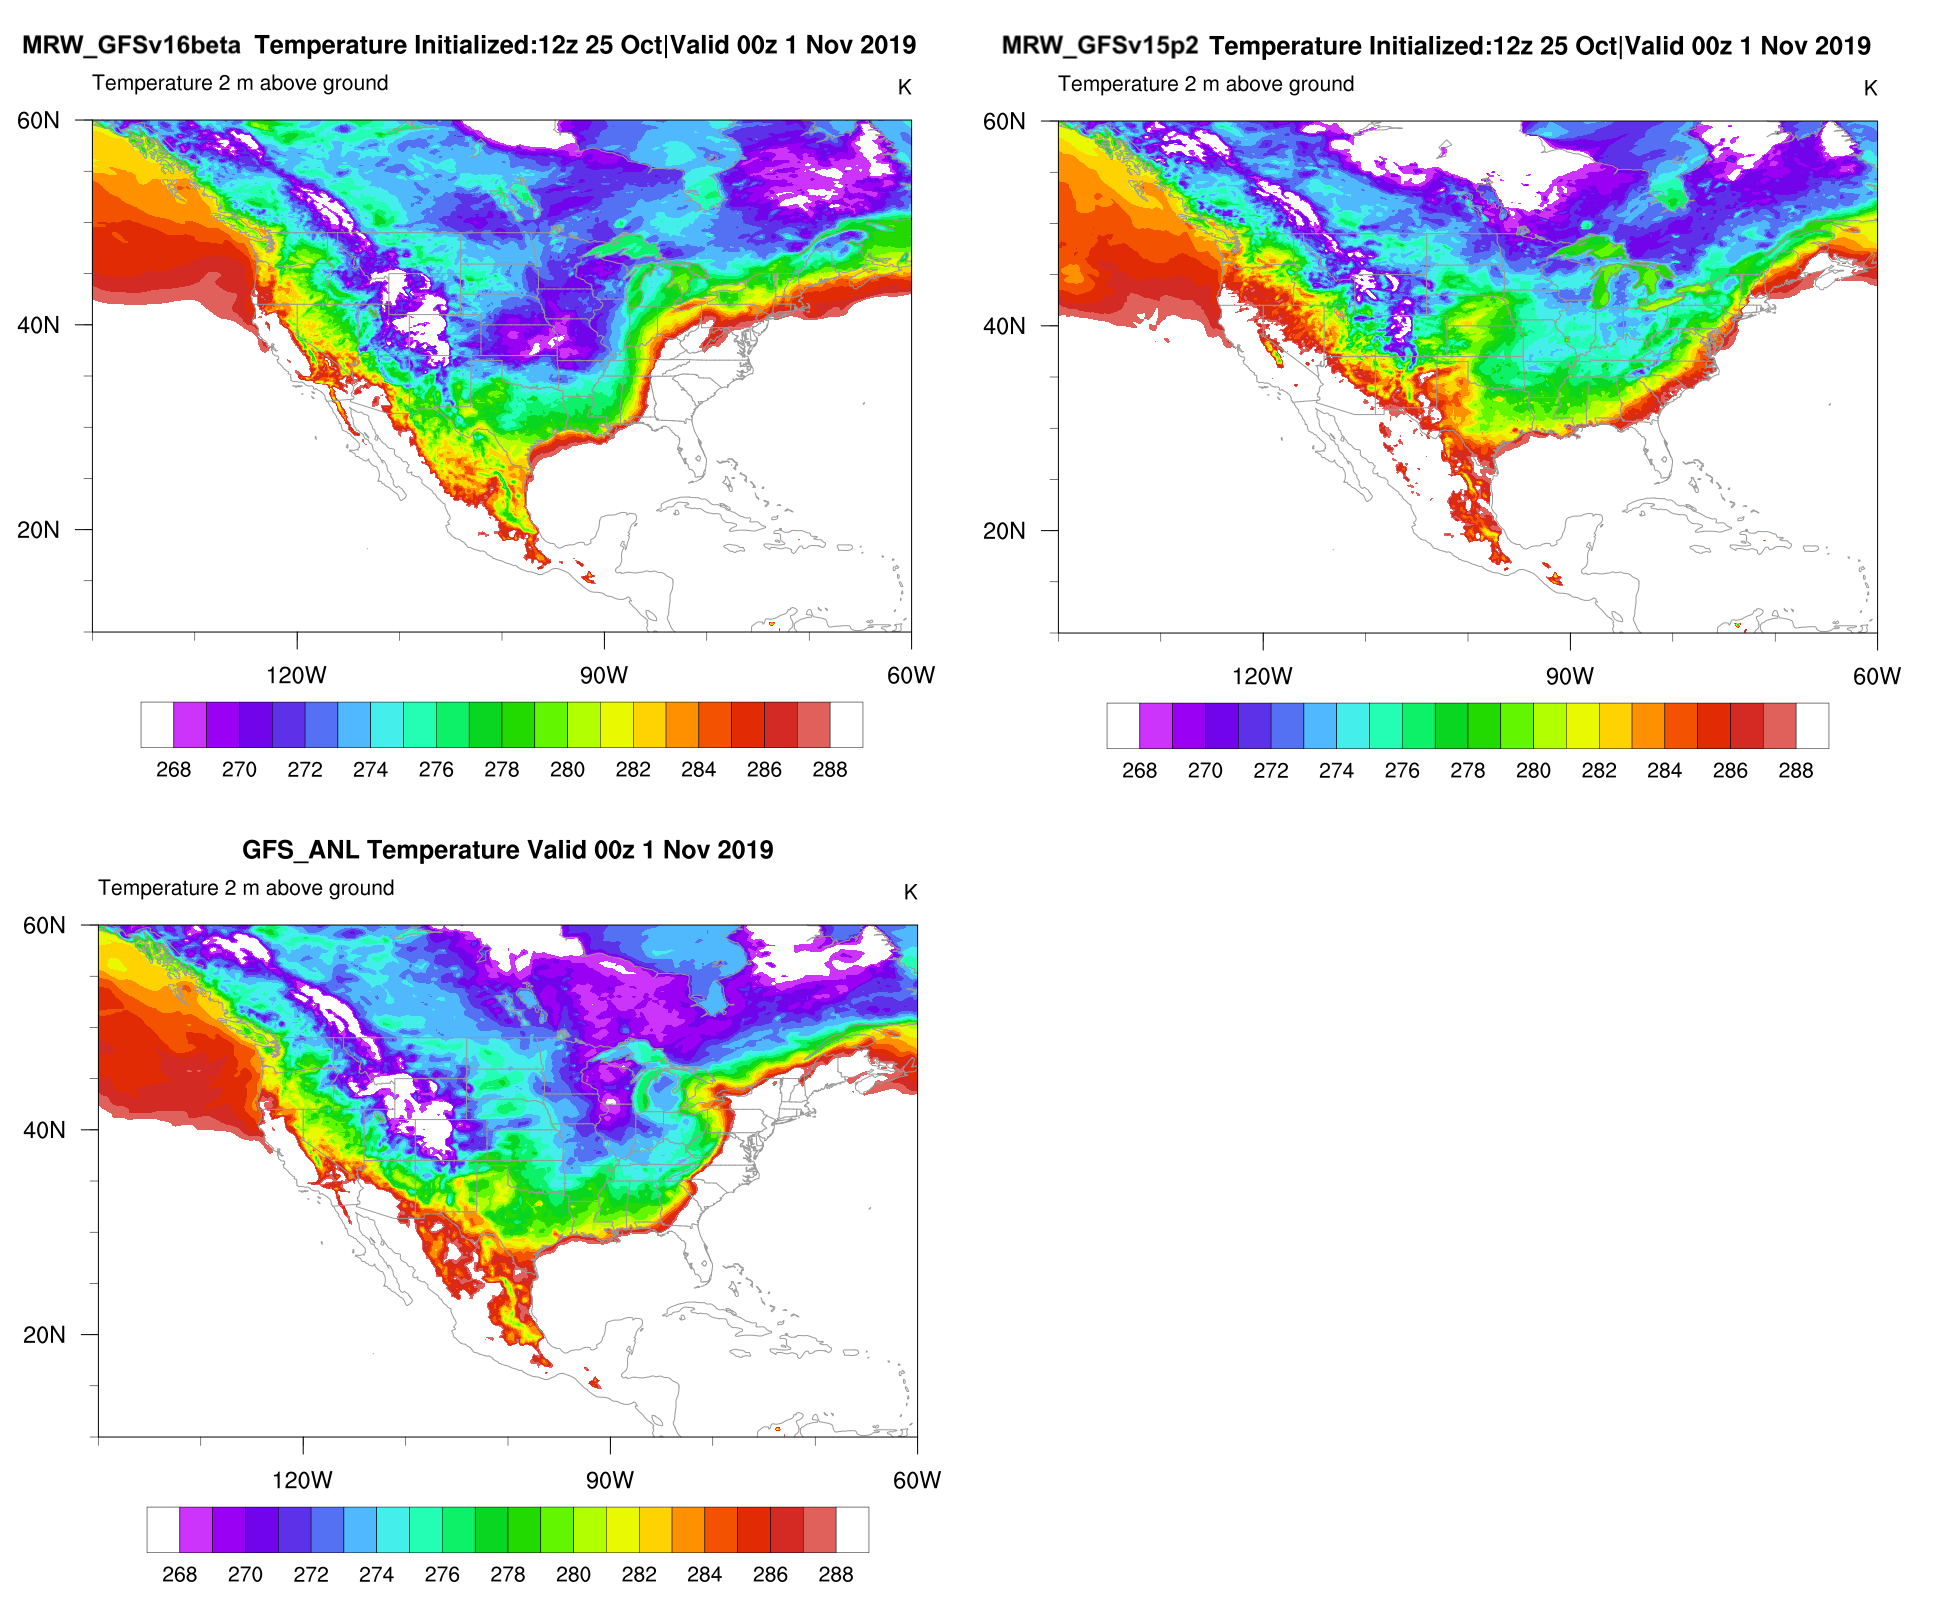 MRW_GFSv16beta Temperature Initialized:12z 25 Oct|Valid 00z 1 Nov 2019
Temperature 2 m above ground K
60N
40N
20N
120W 90W 60W
268 270 272 274 276 278 280 282 284 286 288
MRW_GFSv15p2 Temperature Initialized:12z 25 Oct|Valid 00z 1 Nov 2019
Temperature 2 m above ground K
60N
40N
20N
120W 90W 60W
268 270 272 274 276 278 280 282 284 286 288
GFS_ANL Temperature Valid 00z 1 Nov 2019
Temperature 2 m above ground K
60N
40N
20N
120W 90W 60W
268 270 272 274 276 278 280 282 284 286 288